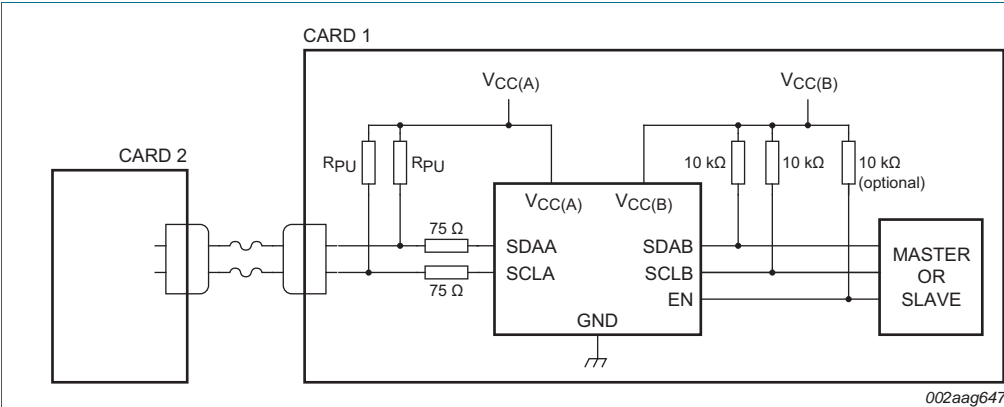 CARD 1
VCC(A)
VCC(B)
CARD 2
RPU
RPU
10 kΩ
10 kΩ
10 kΩ
(optional)
VCC(A)
VCC(B)
75 Ω
SDAA
SDAB
MASTER
OR
SLAVE
SCLA
SCLB
75 Ω
EN
GND
002aag647